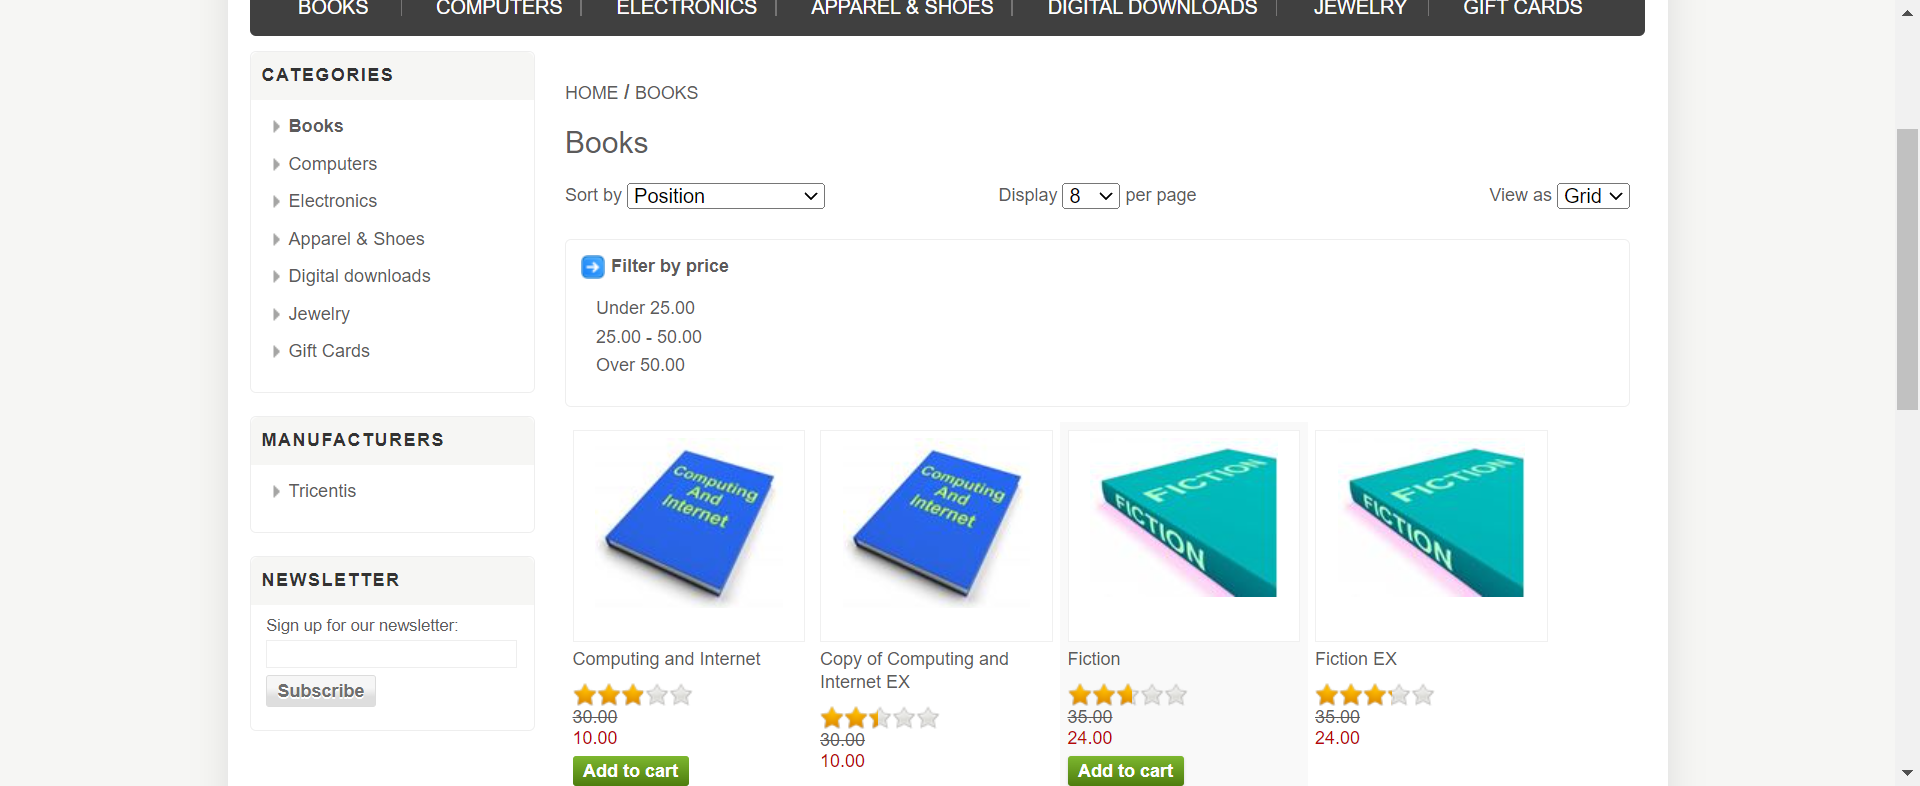 BOOKS COMPUTERS ELECTRONICS APPAREL & SHOES DIGITAL DOWNLOADS JEWELRY GIFT CARDS
CATEGORIES
Books
Computers
Electronics
Apparel & Shoes
Digital downloads
Jewelry
Gift Cards
MANUFACTURERS
Tricentis
NEWSLETTER
Sign up for our newsletter:
Subscribe
HOME / BOOKS
Books
Sort by Position Display 8 per page View as Grid
Filter by price
Under 25.00
25.00 - 50.00
Over 50.00
Computing
And
Internet
Computing
And
Internet
FICTION
FICTION
FICTION
FICTION
Computing and Internet
30.00
10.00
Add to cart
Copy of Computing and
Internet EX
30.00
10.00
Fiction
35.00
24.00
Add to cart
Fiction EX
35.00
24.00